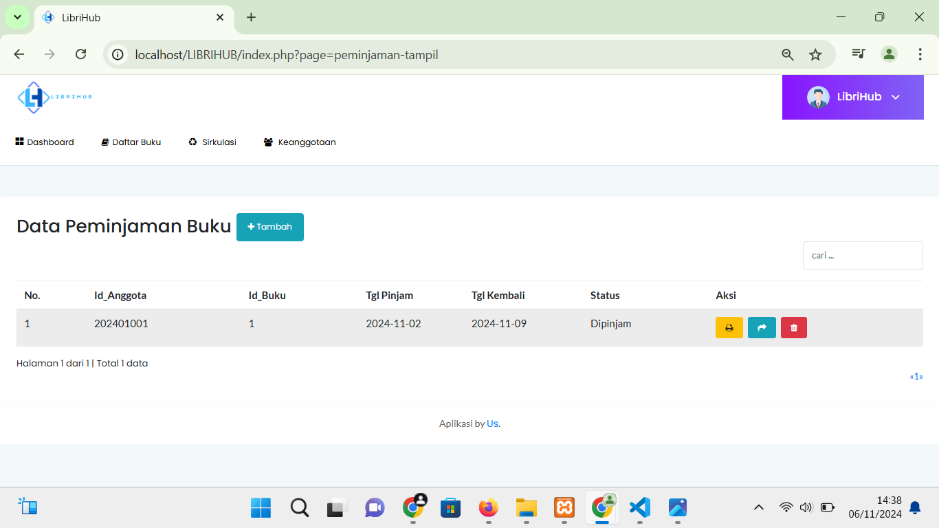 LibriHub
localhost/LIBRIHUB/index.php?page=peminjaman-tampil
LIBRIHUB
LibriHub
Dashboard Daftar Buku Sirkulasi Keanggotaan
Data Peminjaman Buku +Tambah
cari ...
No. Id_Anggota Id_Buku Tgl Pinjam Tgl Kembali Status Aksi
1 202401001 1 2024-11-02 2024-11-09 Dipinjam
Halaman 1 dari 1 | Total 1 data
«1»
Aplikasi by Us.
14:38
06/11/2024